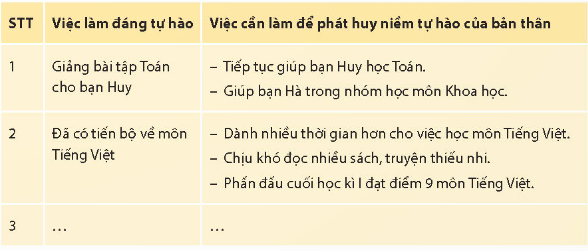 STT Việc làm đáng tự hào Việc cần làm để phát huy niềm tự hào của bản thân
1 Giảng bài tập Toán cho bạn Huy
– Tiếp tục giúp bạn Huy học Toán.
– Giúp bạn Hà trong nhóm học môn Khoa học.
2 Đã có tiến bộ về môn Tiếng Việt
– Dành nhiều thời gian hơn cho việc học môn Tiếng Việt.
– Chịu khó đọc nhiều sách, truyện thiếu nhi.
– Phấn đấu cuối học kì I đạt điểm 9 môn Tiếng Việt.
3 ... ...